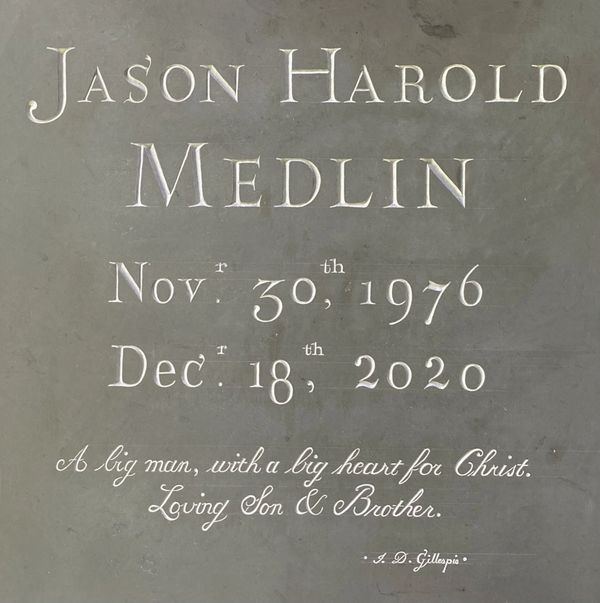 Jason Harold
Medlin
Novʳ. 30ᵗʰ, 1976
Decʳ. 18ᵗʰ, 2020
A big man, with a big heart for Christ.
Loving Son & Brother.
· I. D. Gillespie ·